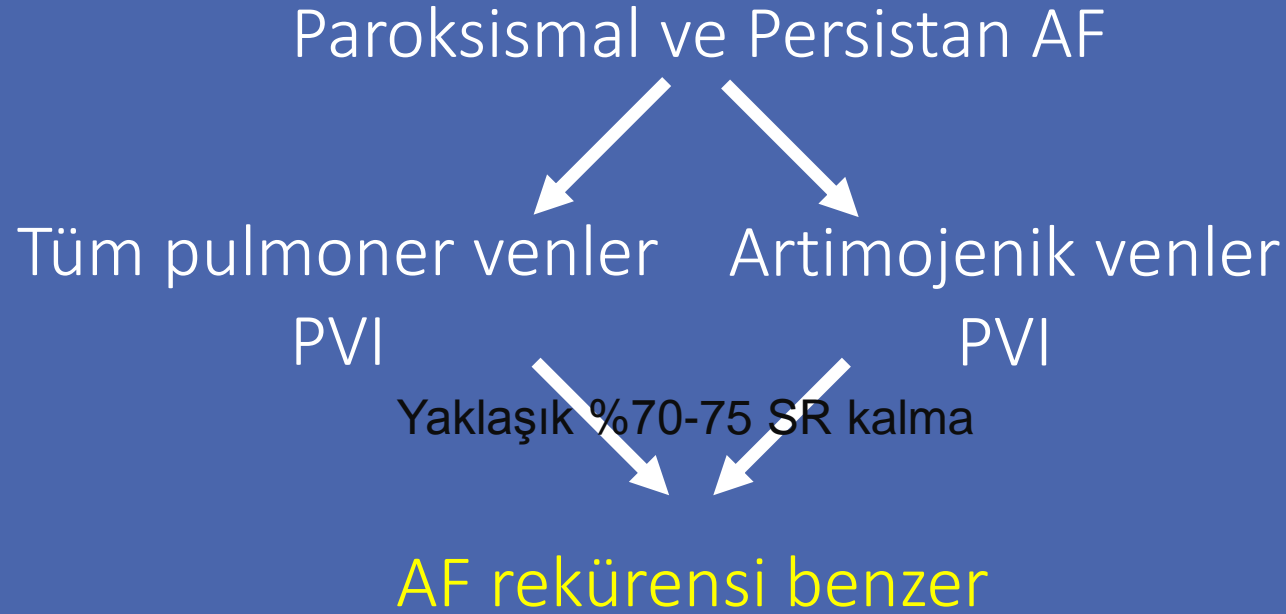 Paroksismal ve Persistan AF
Tüm pulmoner venler
PVI
Artimojenik venler
PVI
Yaklaşık %70-75 SR kalma
AF rekürensi benzer